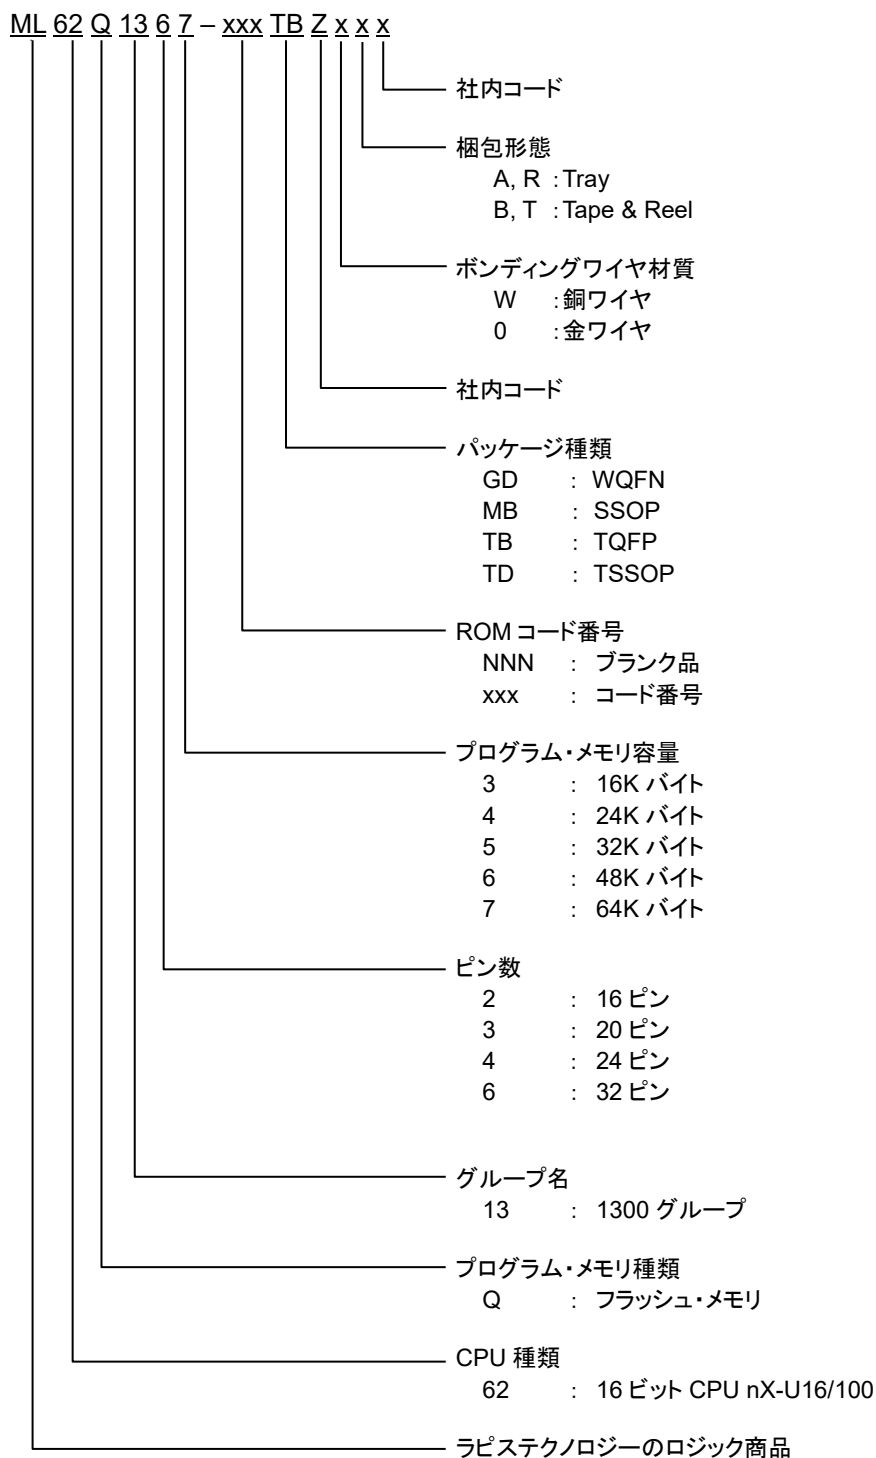 ML 62 Q 13 6 7 – xxx TB Z x x x
社内コード
梱包形態
A, R : Tray
B, T : Tape & Reel
ボンディングワイヤ材質
W : 銅ワイヤ
0 : 金ワイヤ
社内コード
パッケージ種類
GD : WQFN
MB : SSOP
TB : TQFP
TD : TSSOP
ROM コード番号
NNN : ブランク品
xxx : コード番号
プログラム・メモリ容量
3 : 16K バイト
4 : 24K バイト
5 : 32K バイト
6 : 48K バイト
7 : 64K バイト
ピン数
2 : 16 ピン
3 : 20 ピン
4 : 24 ピン
6 : 32 ピン
グループ名
13 : 1300 グループ
プログラム・メモリ種類
Q : フラッシュ・メモリ
CPU 種類
62 : 16 ビット CPU nX-U16/100
ラピステクノロジーのロジック商品